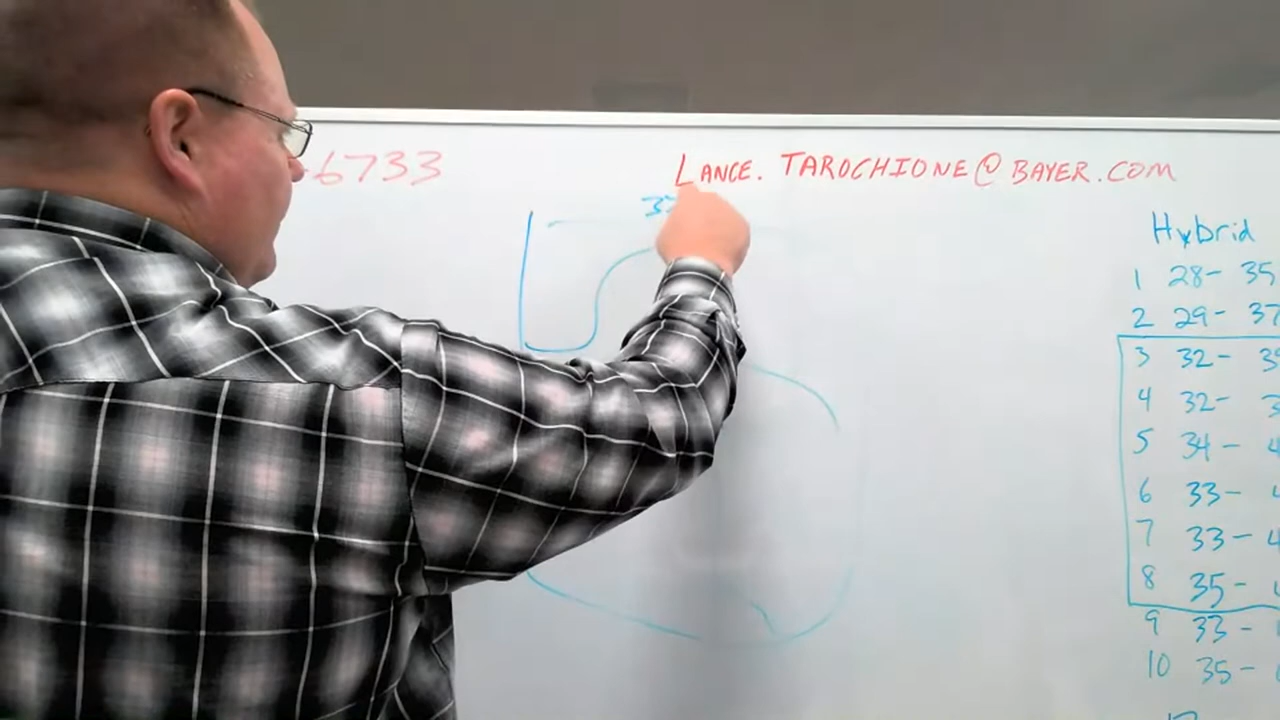 6733
LANCE. TAROCHIONE@BAYER.COM
Hybrid
1 28- 35
2 29- 37
3 32-
4 32-
5 34-
6 33-
7 33-
8 35-
9 33-
10 35-